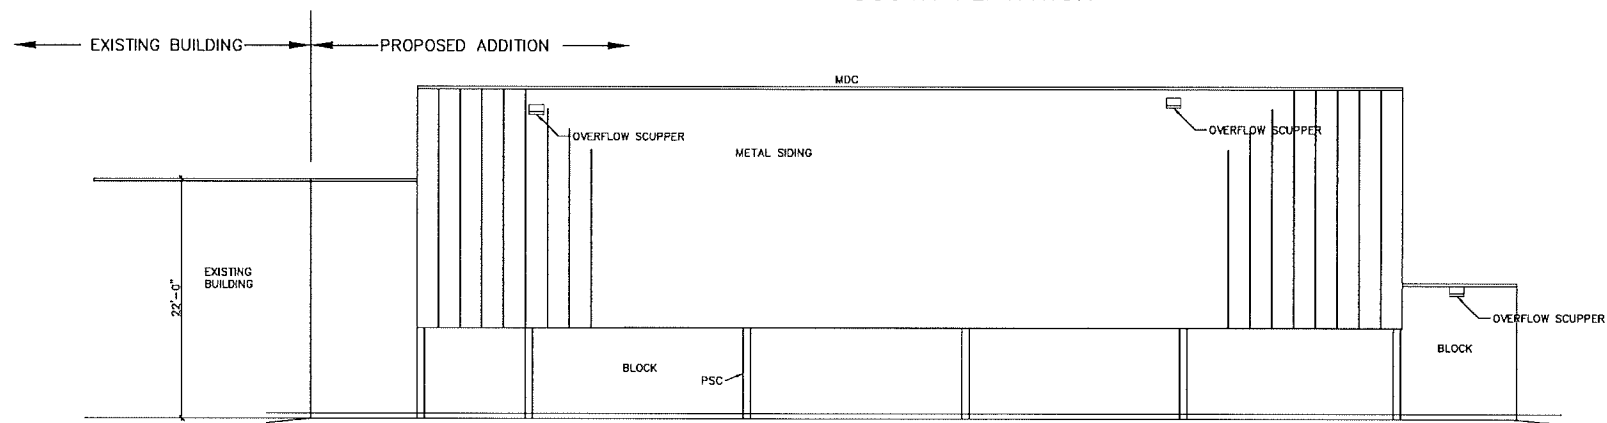 EXISTING BUILDING
PROPOSED ADDITION
MDC
OVERFLOW SCUPPER
OVERFLOW SCUPPER
METAL SIDING
EXISTING
BUILDING
22'-0"
OVERFLOW SCUPPER
BLOCK
BLOCK
PSC